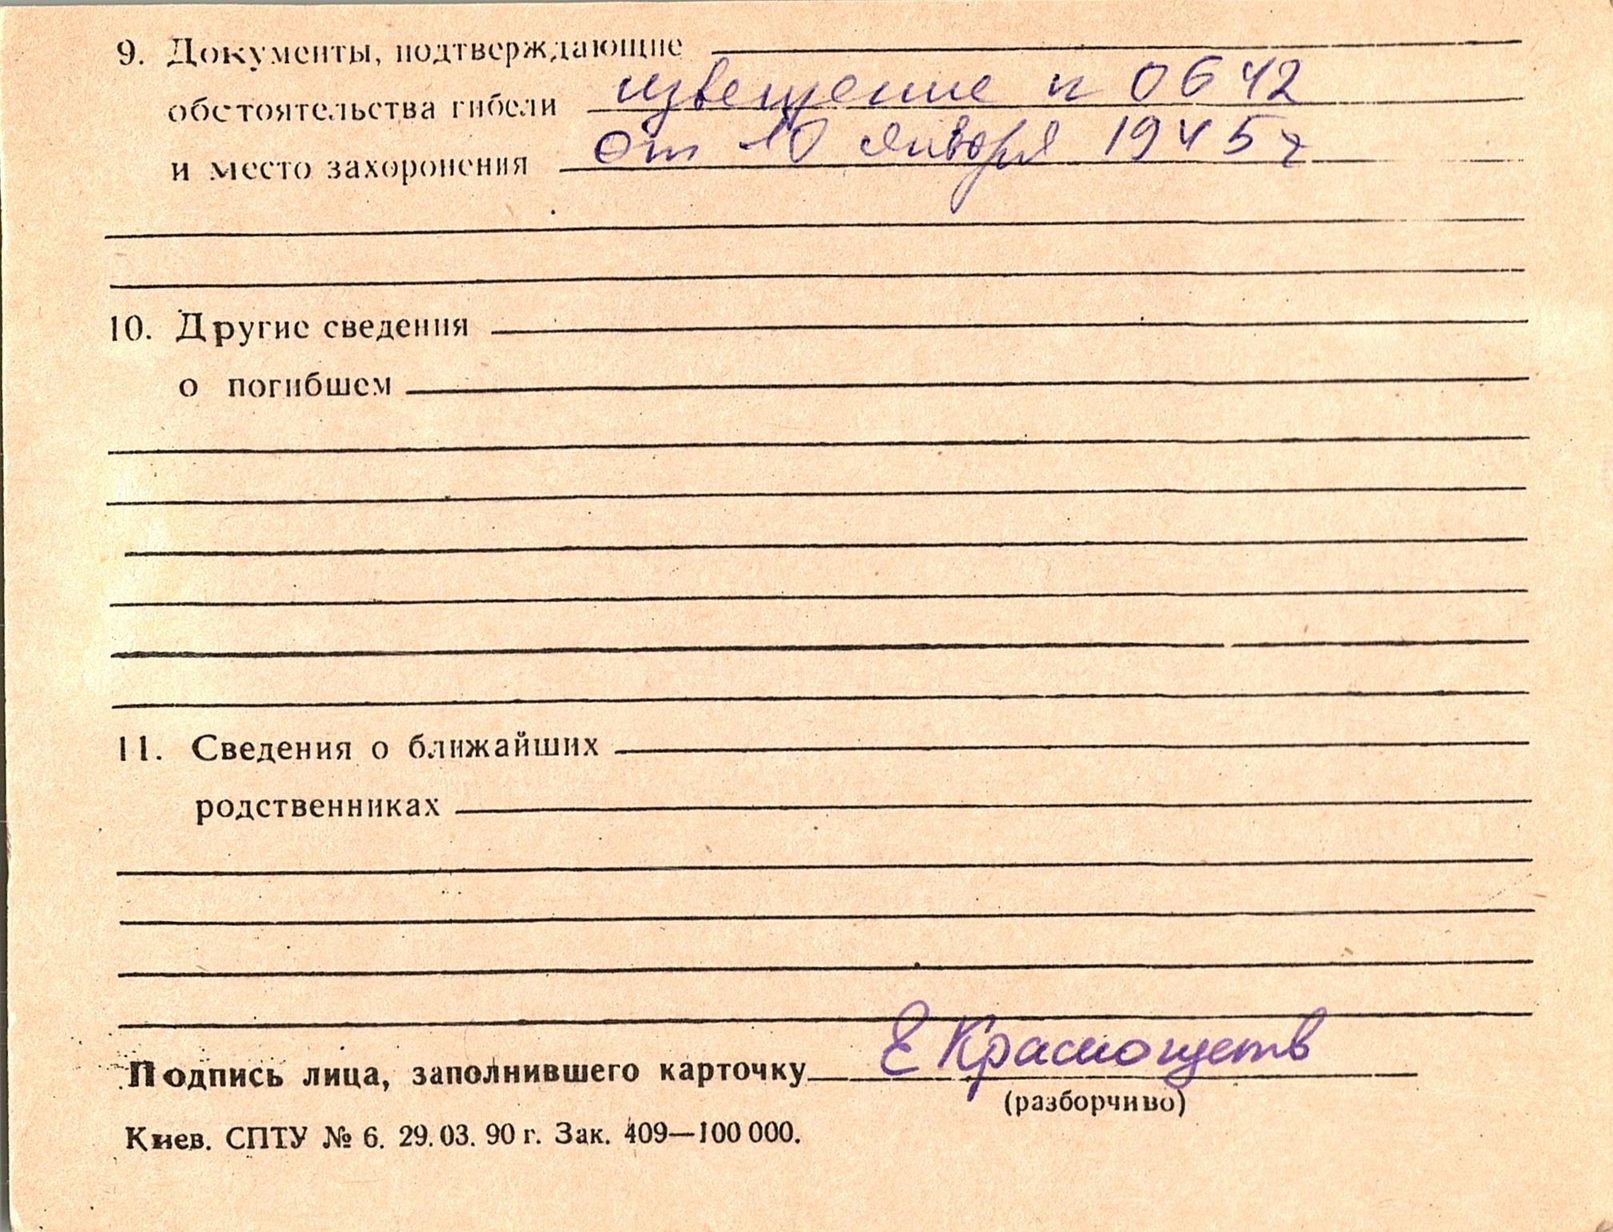 9. Документы, подтверждающие
обстоятельства гибели извещение n 0642
и место захоронения от 10 января 1945 г
10. Другие сведения
о погибшем
11. Сведения о ближайших
родственниках
Подпись лица, заполнившего карточку Е
(разборчиво)
Киев. СПТУ № 6. 29.03. 90 г. Зак. 409—100 000.